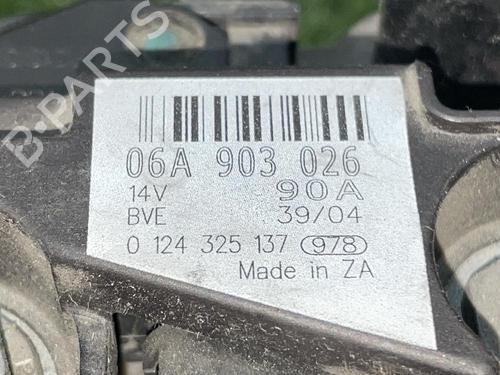 B-PARTS
06A 903 026
14V 90A
BVE 39/04
0 124 325 137 978
Made in ZA